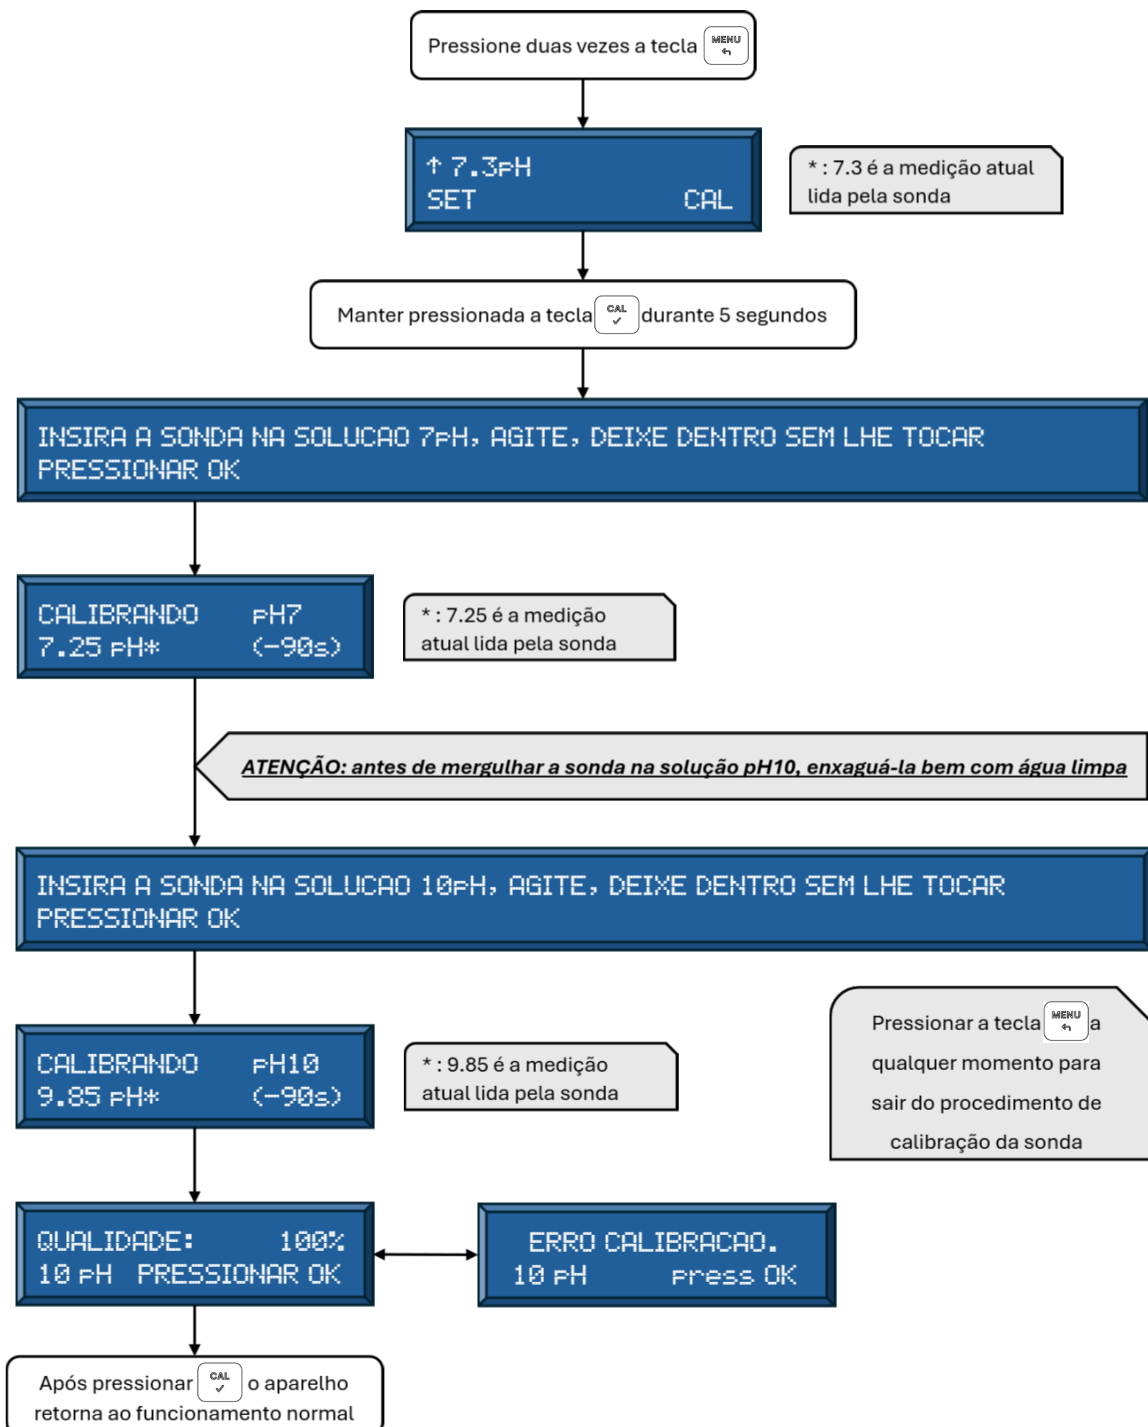 Pressione duas vezes a tecla MENU
↑ 7.3pH
SET CAL
* : 7.3 é a medição atual
lida pela sonda
Manter pressionada a tecla CAL durante 5 segundos
INSIRA A SONDA NA SOLUCAO 7pH, AGITE, DEIXE DENTRO SEM LHE TOCAR
PRESSIONAR OK
CALIBRANDO pH7
7.25 pH* (-90s)
* : 7.25 é a medição
atual lida pela sonda
ATENÇÃO: antes de mergulhar a sonda na solução pH10, enxaguá-la bem com água limpa
INSIRA A SONDA NA SOLUCAO 10pH, AGITE, DEIXE DENTRO SEM LHE TOCAR
PRESSIONAR OK
CALIBRANDO pH10
9.85 pH* (-90s)
* : 9.85 é a medição
atual lida pela sonda
Pressionar a tecla MENU a
qualquer momento para
sair do procedimento de
calibração da sonda
QUALIDADE: 100%
10 pH PRESSIONAR OK
ERRO CALIBRACAO.
10 pH press OK
Após pressionar CAL o aparelho
retorna ao funcionamento normal